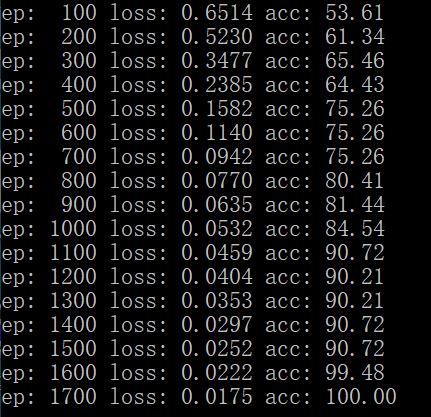 ep:  100 loss: 0.6514 acc: 53.61
ep:  200 loss: 0.5230 acc: 61.34
ep:  300 loss: 0.3477 acc: 65.46
ep:  400 loss: 0.2385 acc: 64.43
ep:  500 loss: 0.1582 acc: 75.26
ep:  600 loss: 0.1140 acc: 75.26
ep:  700 loss: 0.0942 acc: 75.26
ep:  800 loss: 0.0770 acc: 80.41
ep:  900 loss: 0.0635 acc: 81.44
ep: 1000 loss: 0.0532 acc: 84.54
ep: 1100 loss: 0.0459 acc: 90.72
ep: 1200 loss: 0.0404 acc: 90.21
ep: 1300 loss: 0.0353 acc: 90.21
ep: 1400 loss: 0.0297 acc: 90.72
ep: 1500 loss: 0.0252 acc: 90.72
ep: 1600 loss: 0.0222 acc: 99.48
ep: 1700 loss: 0.0175 acc: 100.00